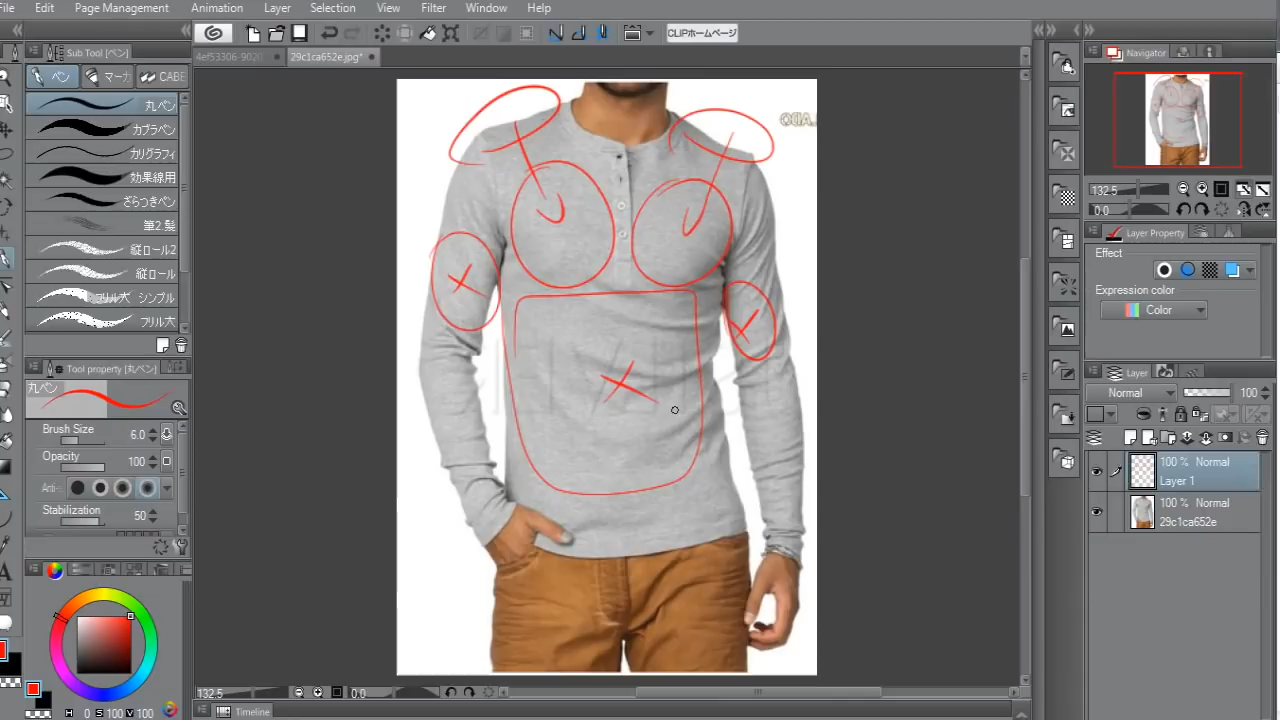 File Edit Page Management Animation Layer Selection View Filter Window Help
CLIPホームページ
Sub Tool [ペン]
4ef53306-9020
29c1ca652e.jpg*
Navigator
ペン マーカ CABE
丸ペン
カブラペン
カリグラフィ
効果線用
ざらつきペン
筆2 髪
縦ロール2
縦ロール
フリル大 シンプル
フリル大
132.5
0.0
Layer Property
Effect
Expression color
Color
Tool property [丸ペン]
丸ペン
Brush Size 6.0
Opacity 100
Anti-
Stabilization 50
Layer
Normal 100
100 % Normal
Layer 1
100 % Normal
29c1ca652e
132.5 0.0
Timeline
H 0 S 100 V 100